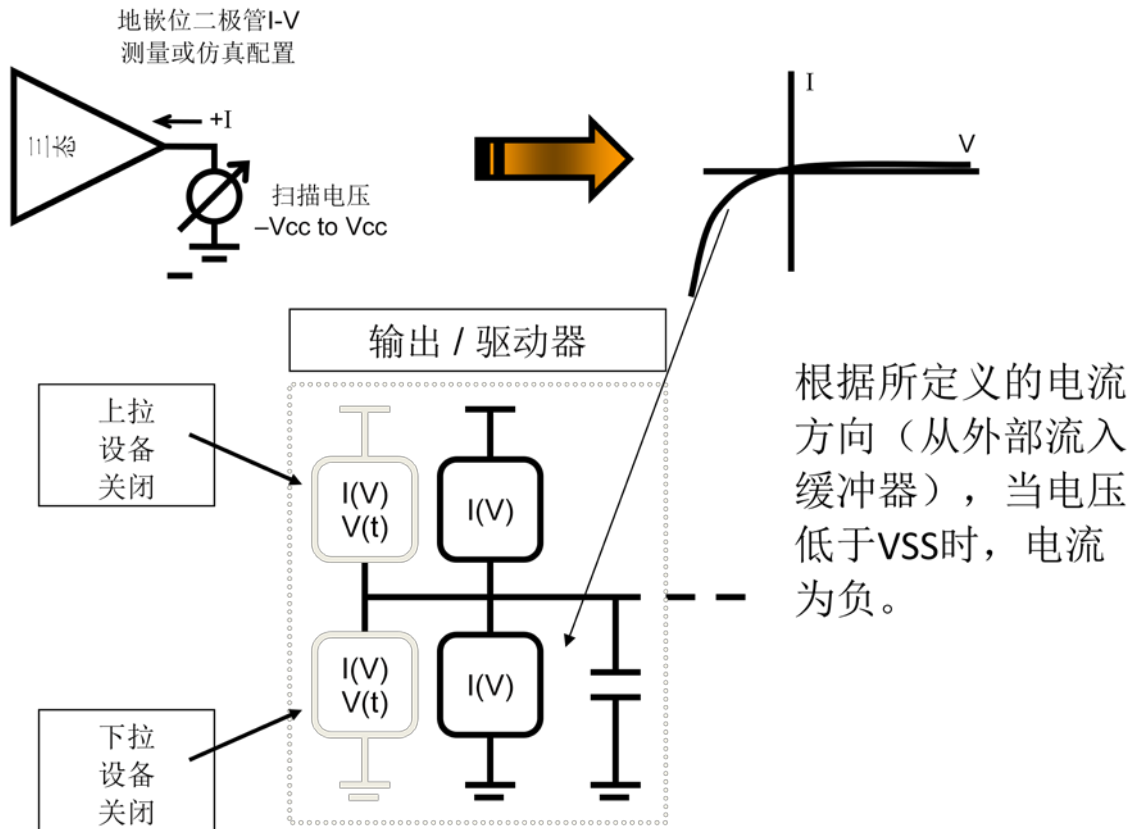 地嵌位二极管I-V
测量或仿真配置
三态
+I
扫描电压
–Vcc to Vcc
I
V
输出 / 驱动器
上拉
设备
关闭
I(V)
V(t)
I(V)
下拉
设备
关闭
I(V)
V(t)
I(V)
根据所定义的电流
方向（从外部流入
缓冲器），当电压
低于VSS时，电流
为负。